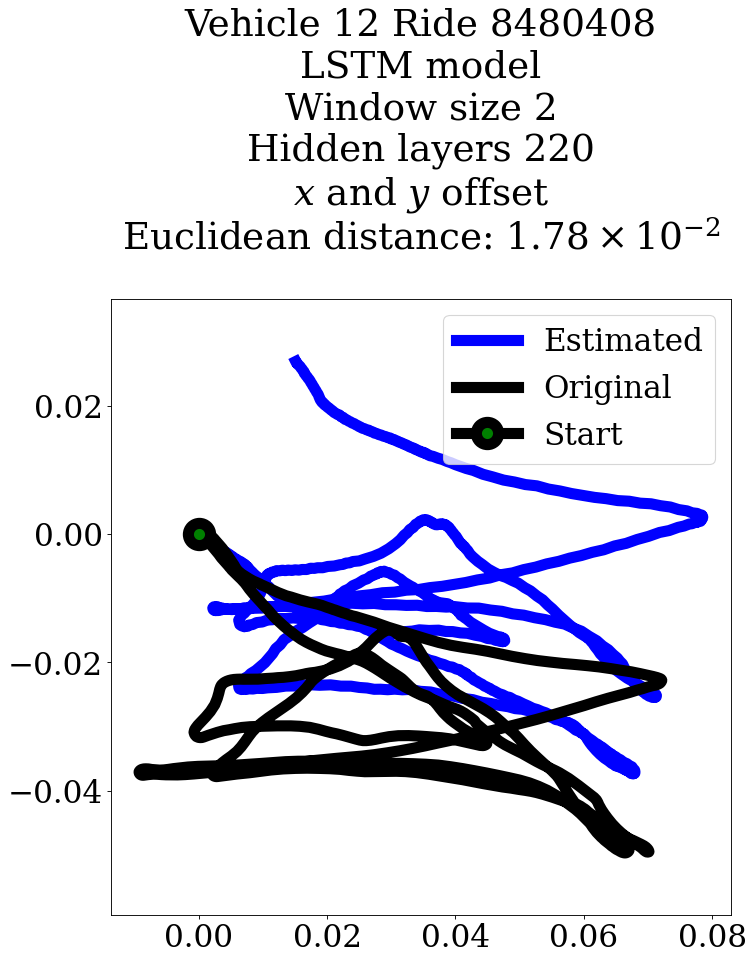 Vehicle 12 Ride 8480408
LSTM model
Window size 2
Hidden layers 220
x and y offset
Euclidean distance: 1.78 × 10⁻²
Estimated
Original
Start
0.02
0.00
−0.02
−0.04
0.00 0.02 0.04 0.06 0.08